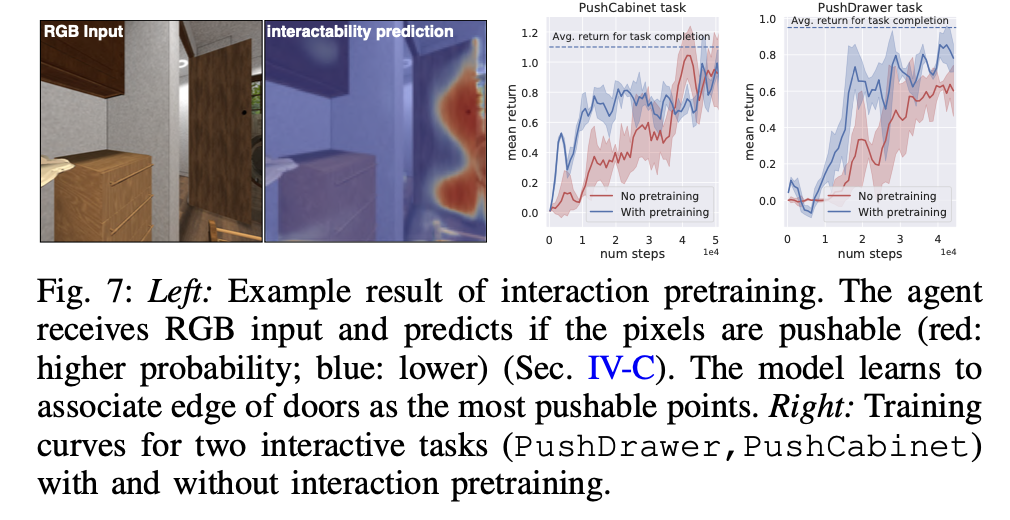 RGB Input
interactability prediction
PushCabinet task
Avg. return for task completion
1.2
1.0
0.8
0.6
0.4
0.2
0.0
mean return
No pretraining
With pretraining
0 1 2 3 4 5
1e4
num steps
PushDrawer task
Avg. return for task completion
1.0
0.8
0.6
0.4
0.2
0.0
mean return
No pretraining
With pretraining
0 1 2 3 4
1e4
num steps
Fig. 7: Left: Example result of interaction pretraining. The agent
receives RGB input and predicts if the pixels are pushable (red:
higher probability; blue: lower) (Sec. IV-C). The model learns to
associate edge of doors as the most pushable points. Right: Training
curves for two interactive tasks (PushDrawer,PushCabinet)
with and without interaction pretraining.